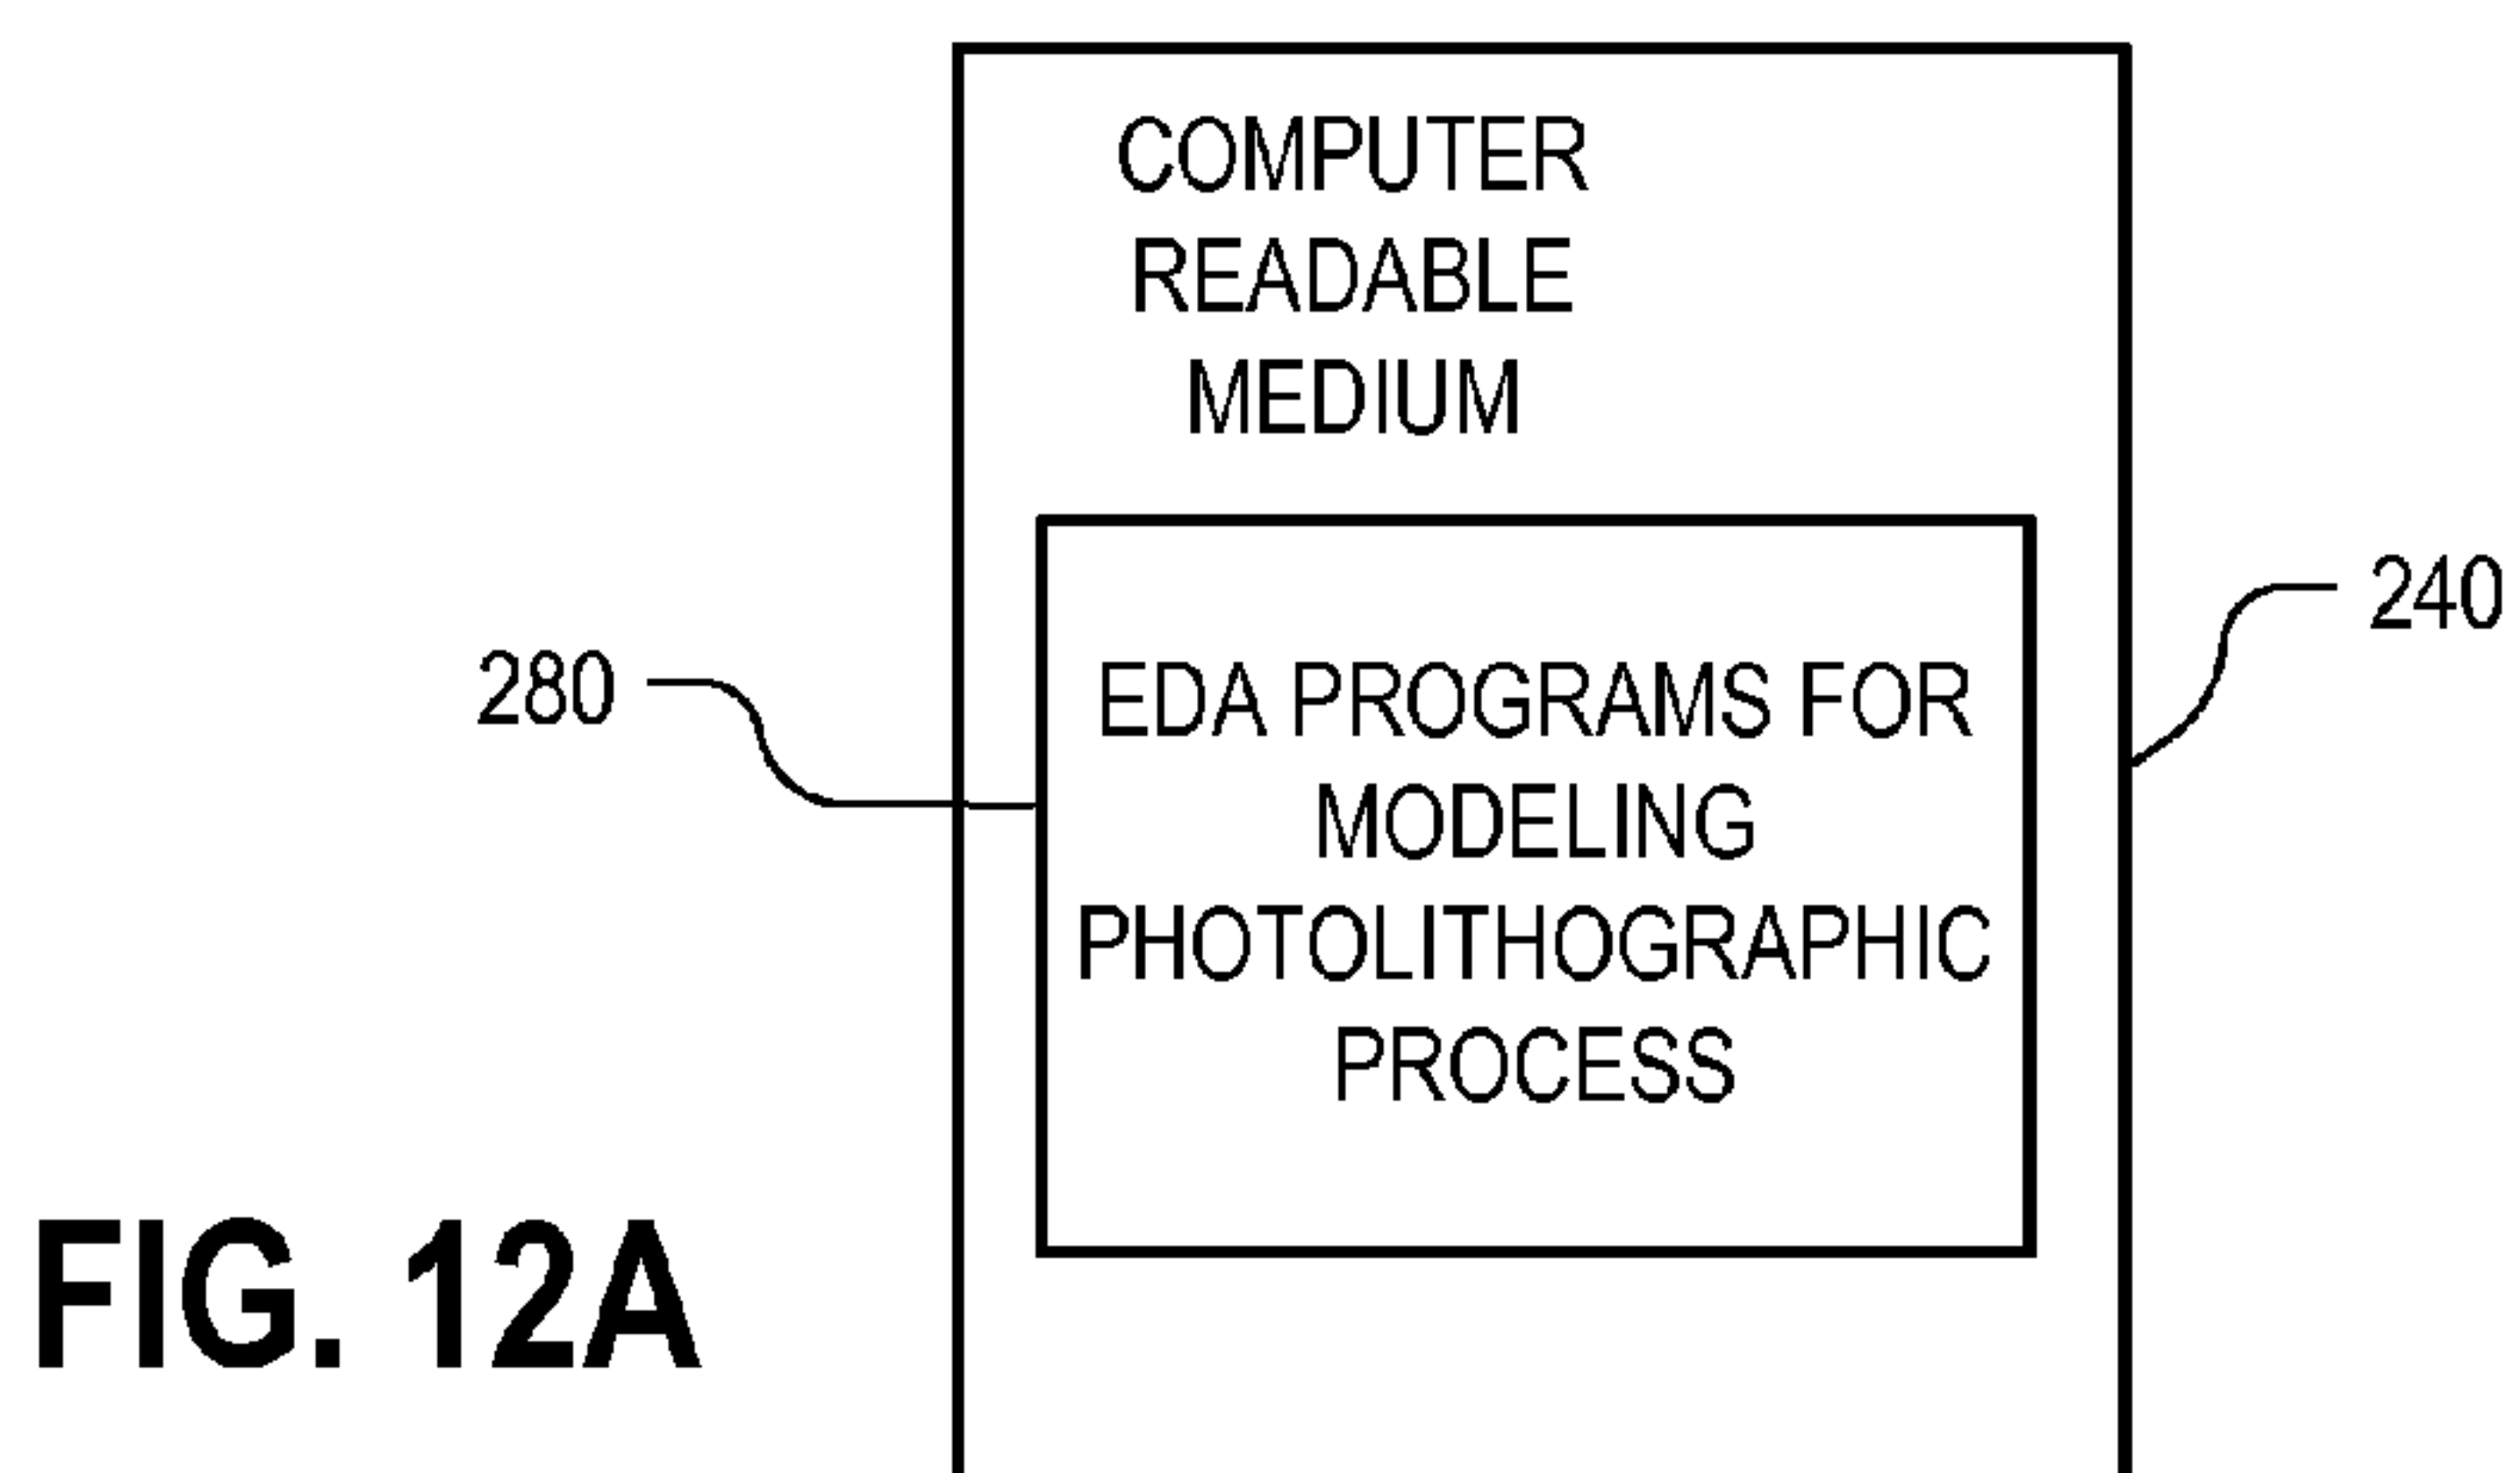 COMPUTER
READABLE
MEDIUM
240
280
EDA PROGRAMS FOR
MODELING
PHOTOLITHOGRAPHIC
PROCESS
FIG. 12A